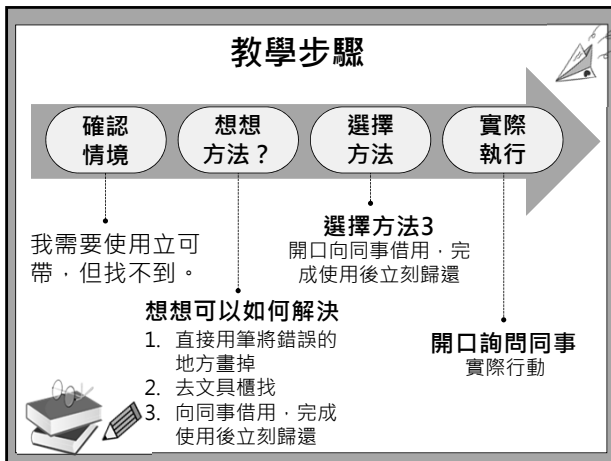 教學步驟
確認
情境
想想
方法？
選擇
方法
實際
執行
我需要使用立可
帶，但找不到。
選擇方法3
開口向同事借用，完
成使用後立刻歸還
想想可以如何解決
1. 直接用筆將錯誤的
地方畫掉
2. 去文具櫃找
3. 向同事借用，完成
使用後立刻歸還
開口詢問同事
實際行動